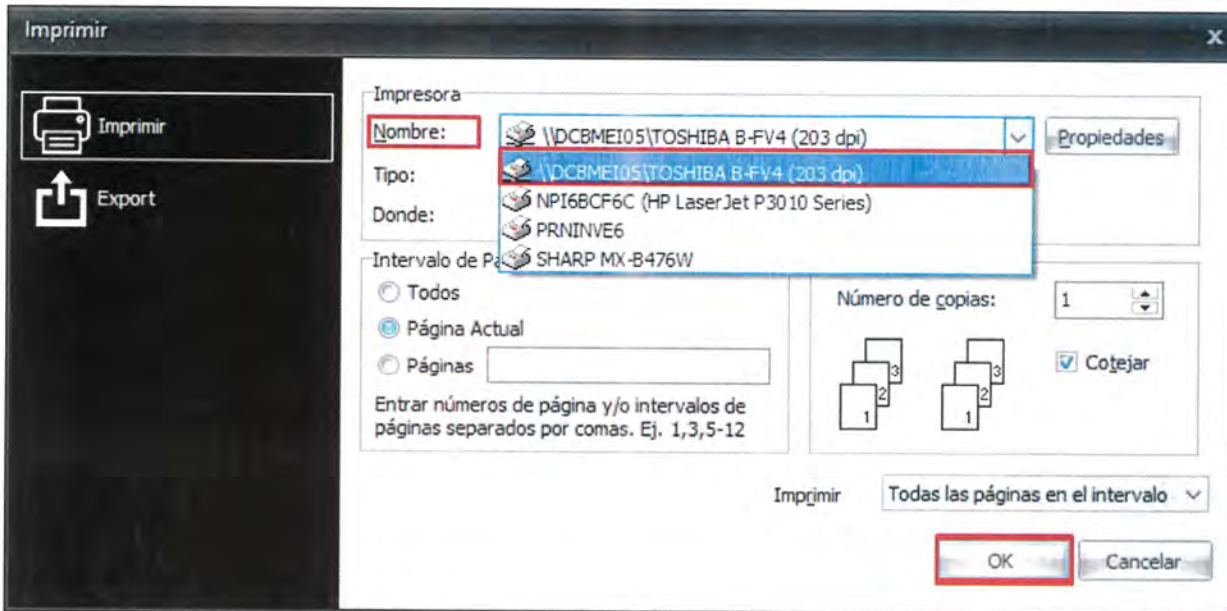 Imprimir
x
Imprimir
Export
Impresora
Nombre:
\\DCBMEI05\TOSHIBA B-FV4 (203 dpi)
Propiedades
\\DCBMEI05\TOSHIBA B-FV4 (203 dpi)
Tipo:
NPI6BCF6C (HP LaserJet P3010 Series)
Donde:
PRNINVE6
SHARP MX-B476W
Intervalo de Pá
Todos
Página Actual
Páginas
Entrar números de página y/o intervalos de
páginas separados por comas. Ej. 1,3,5-12
Número de copias:
1
3
2
1
3
2
1
Cotejar
Imprimir
Todas las páginas en el intervalo
OK
Cancelar